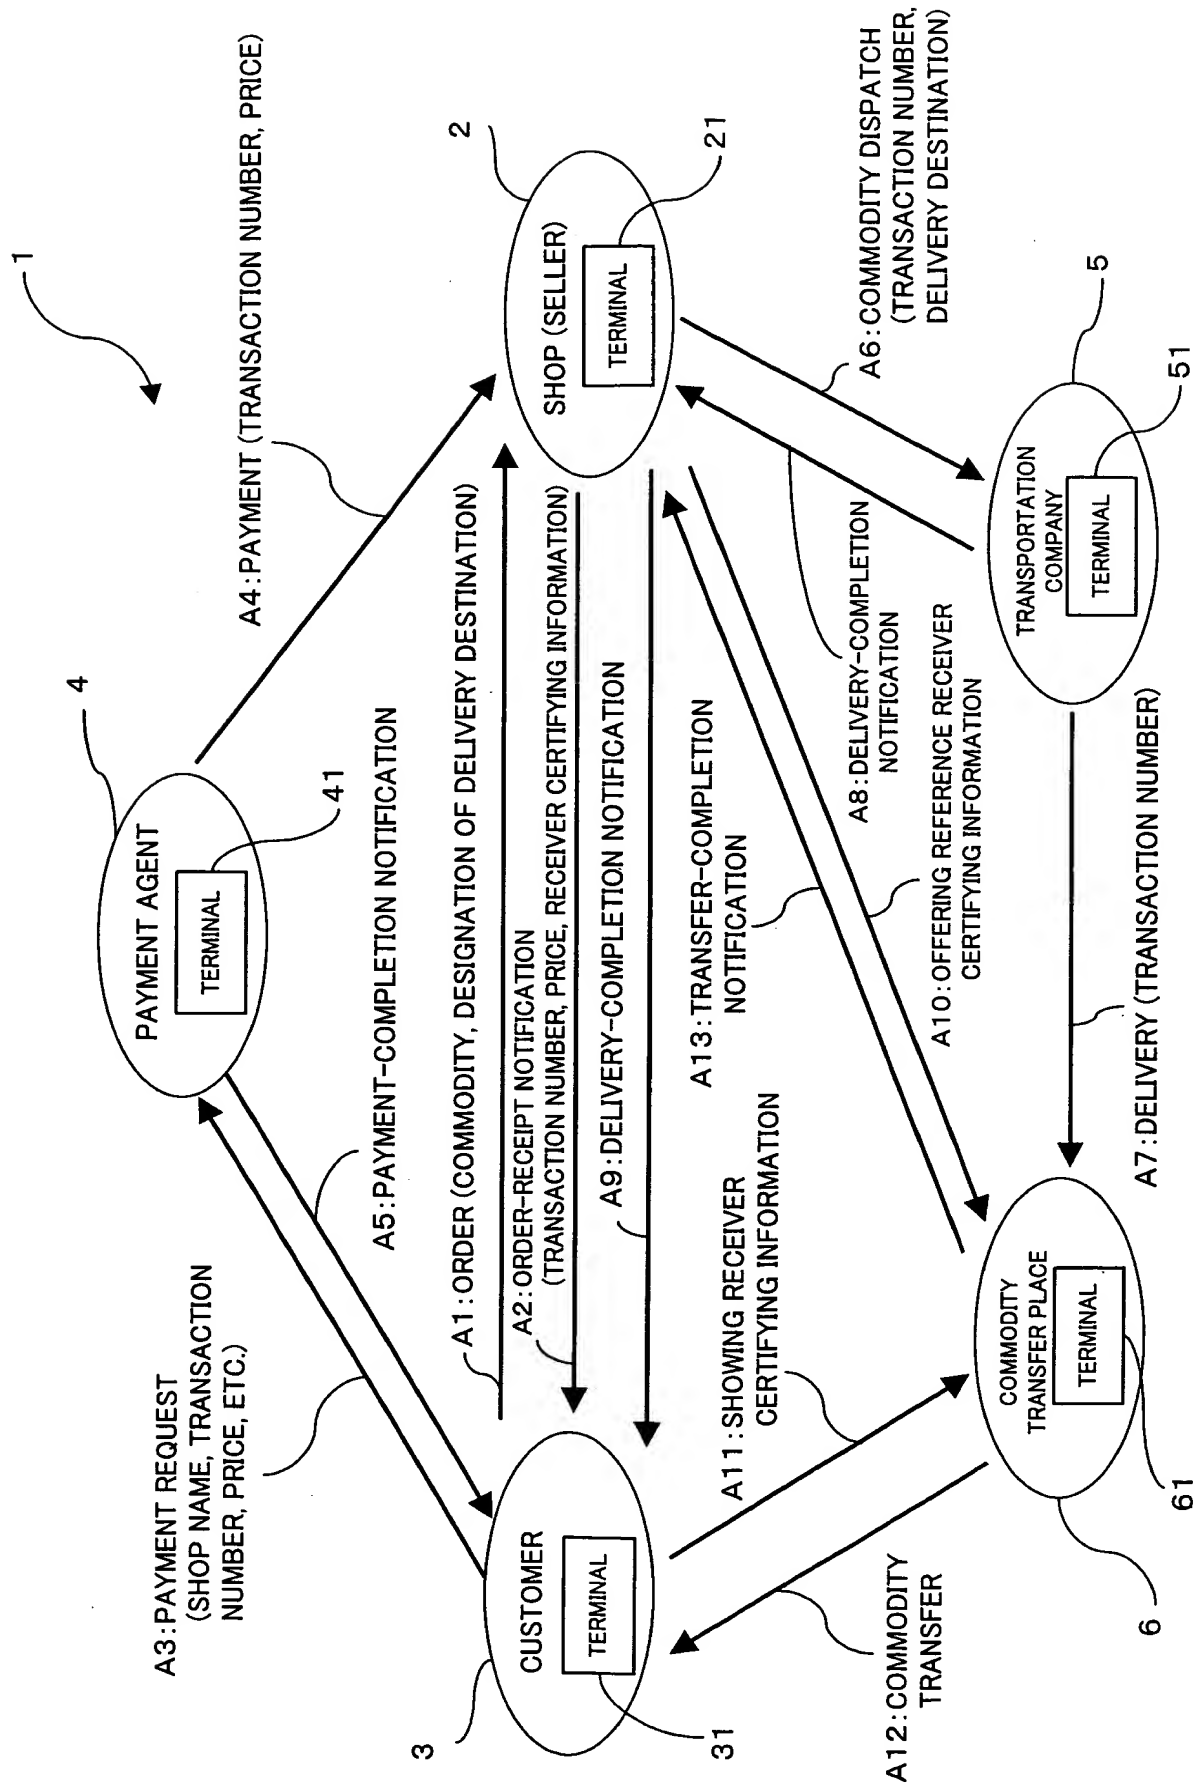 1
A3:PAYMENT REQUEST
(SHOP NAME, TRANSACTION
NUMBER, PRICE, ETC.)
4
PAYMENT AGENT
TERMINAL
41
A4:PAYMENT (TRANSACTION NUMBER, PRICE)
A5:PAYMENT-COMPLETION NOTIFICATION
A1:ORDER (COMMODITY, DESIGNATION OF DELIVERY DESTINATION)
A2:ORDER-RECEIPT NOTIFICATION
(TRANSACTION NUMBER, PRICE, RECEIVER CERTIFYING INFORMATION)
A9:DELIVERY-COMPLETION NOTIFICATION
3
CUSTOMER
TERMINAL
31
2
SHOP (SELLER)
TERMINAL
21
A13:TRANSFER-COMPLETION
NOTIFICATION
A11:SHOWING RECEIVER
CERTIFYING INFORMATION
A8:DELIVERY-COMPLETION
NOTIFICATION
A6:COMMODITY DISPATCH
(TRANSACTION NUMBER,
DELIVERY DESTINATION)
A12:COMMODITY
TRANSFER
A10:OFFERING REFERENCE RECEIVER
CERTIFYING INFORMATION
COMMODITY
TRANSFER PLACE
TERMINAL
6
61
TRANSPORTATION
COMPANY
TERMINAL
5
51
A7:DELIVERY (TRANSACTION NUMBER)